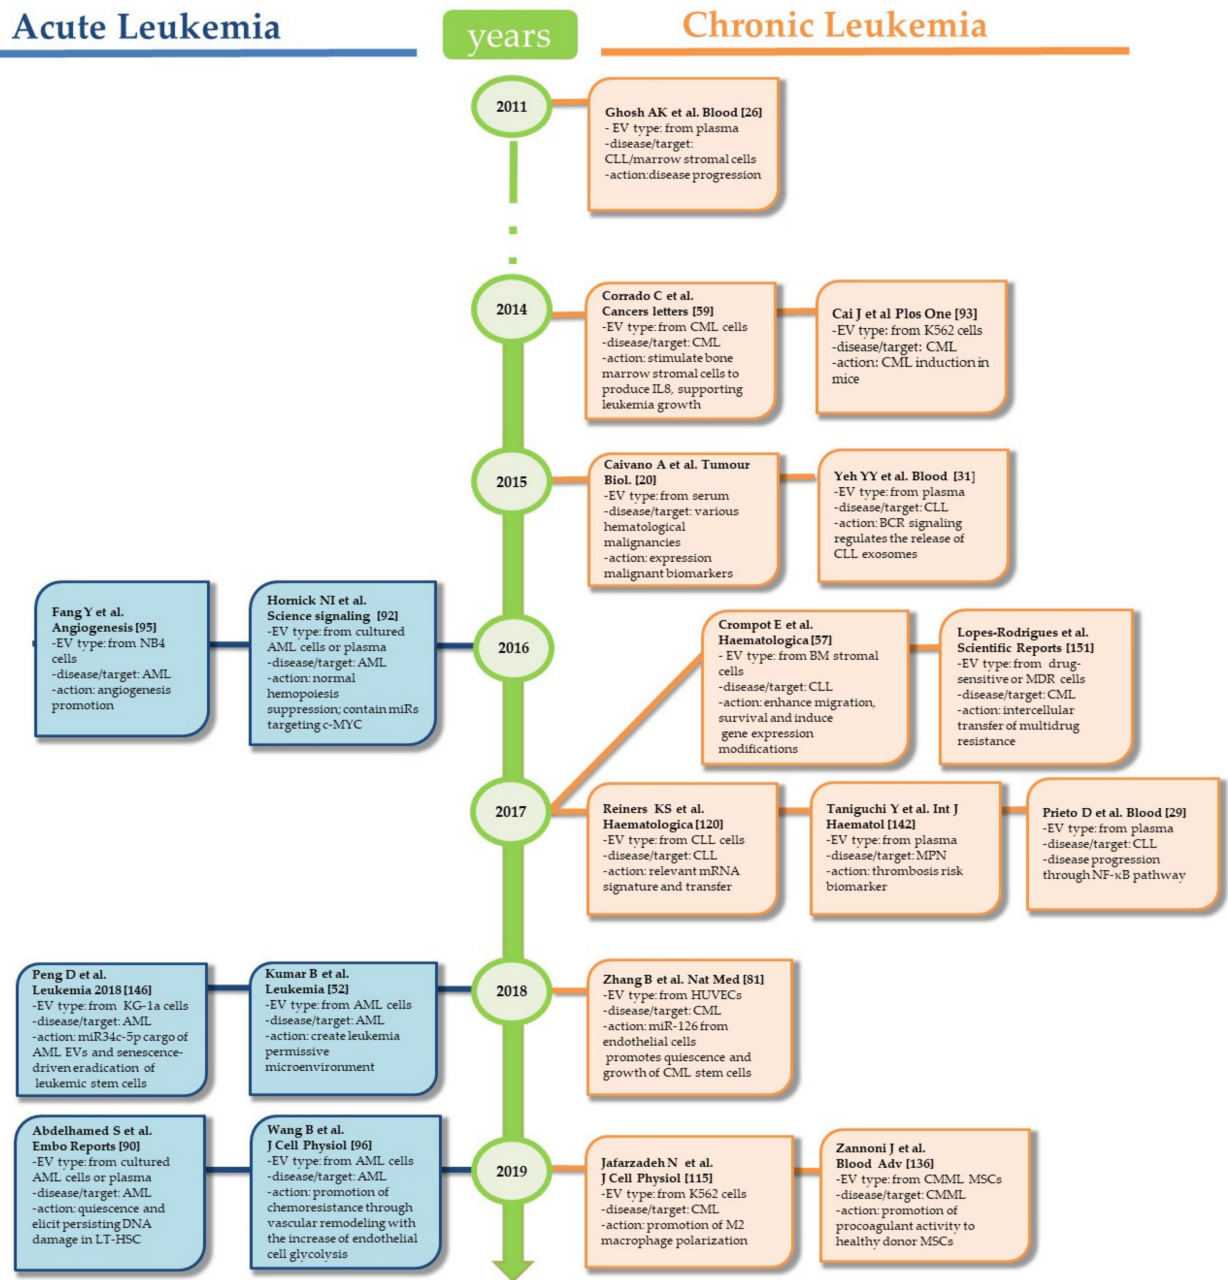 Acute Leukemia
years
Chronic Leukemia
2011
Ghosh AK et al. Blood [26]
- EV type: from plasma
-disease/target:
CLL/marrow stromal cells
-action:disease progression
2014
Corrado C et al.
Cancers letters [59]
-EV type: from CML cells
-disease/target: CML
-action: stimulate bone
marrow stromal cells to
produce IL8, supporting
leukemia growth
Cai J et al Plos One [93]
-EV type: from K562 cells
-disease/target: CML
-action: CML induction in
mice
2015
Caivano A et al. Tumour
Biol. [20]
-EV type: from serum
-disease/target: various
hematological
malignancies
-action: expression
malignant biomarkers
Yeh YY et al. Blood [31]
-EV type: from plasma
-disease/target: CLL
-action: BCR signaling
regulates the release of
CLL exosomes
Fang Y et al.
Angiogenesis [95]
-EV type: from NB4
cells
-disease/target: AML
-action: angiogenesis
promotion
Hornick NI et al.
Science signaling [92]
-EV type: from cultured
AML cells or plasma
-disease/target: AML
-action: normal
hemopoiesis
suppression; contain miRs
targeting c-MYC
2016
Crompot E et al.
Haematologica [57]
- EV type: from BM stromal
cells
-disease/target: CLL
-action: enhance migration,
survival and induce
gene expression
modifications
Lopes-Rodrigues et al.
Scientific Reports [151]
-EV type: from drug-
sensitive or MDR cells
-disease/target: CML
-action: intercellular
transfer of multidrug
resistance
2017
Reiners KS et al.
Haematologica [120]
-EV type: from CLL cells
-disease/target: CLL
-action: relevant mRNA
signature and transfer
Taniguchi Y et al. Int J
Haematol [142]
-EV type: from plasma
-disease/target: MPN
-action: thrombosis risk
biomarker
Prieto D et al. Blood [29]
-EV type: from plasma
-disease/target: CLL
-disease progression
through NF-κB pathway
Peng D et al.
Leukemia 2018 [146]
-EV type: from KG-1a cells
-disease/target: AML
-action: miR34c-5p cargo of
AML EVs and senescence-
driven eradication of
leukemic stem cells
Kumar B et al.
Leukemia [52]
-EV type: from AML cells
-disease/target: AML
-action: create leukemia
permissive
microenvironment
2018
Zhang B et al. Nat Med [81]
-EV type: from HUVECs
-disease/target: CML
-action: miR-126 from
endothelial cells
promotes quiescence and
growth of CML stem cells
Abdelhamed S et al.
Embo Reports [90]
-EV type: from cultured
AML cells or plasma
-disease/target: AML
-action: quiescence and
elicit persisting DNA
damage in LT-HSC
Wang B et al.
J Cell Physiol [96]
-EV type: from AML cells
-disease/target: AML
-action: promotion of
chemoresistance through
vascular remodeling with
the increase of endothelial
cell glycolysis
2019
Jafarzadeh N et al.
J Cell Physiol [115]
-EV type: from K562 cells
-disease/target: CML
-action: promotion of M2
macrophage polarization
Zannoni J et al.
Blood Adv [136]
-EV type: from CMML MSCs
-disease/target: CMML
-action: promotion of
procoagulant activity to
healthy donor MSCs